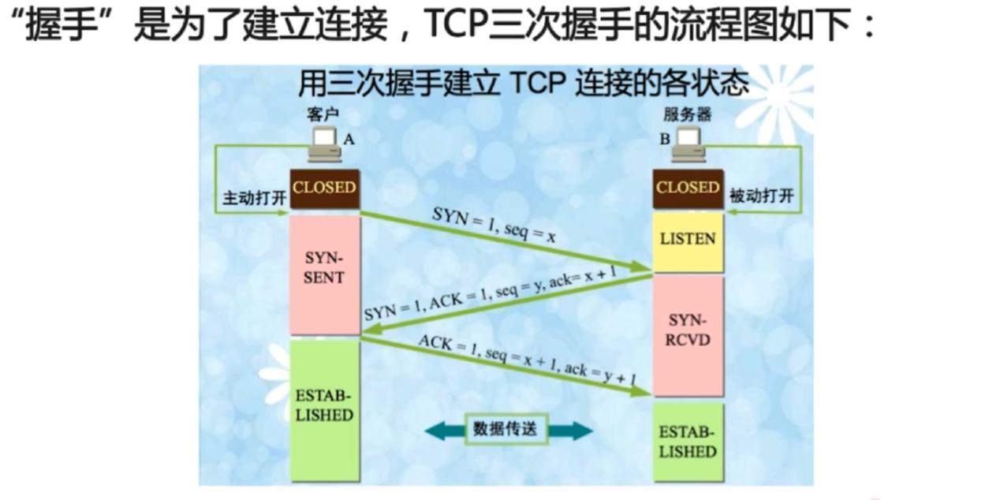 “握手”是为了建立连接，TCP三次握手的流程图如下：
用三次握手建立 TCP 连接的各状态
客户
服务器
A
B
CLOSED
CLOSED
主动打开
被动打开
SYN = 1, seq = x
LISTEN
SYN-
SENT
SYN = 1, ACK = 1, seq = y, ack= x + 1
SYN-
RCVD
ACK = 1, seq = x + 1, ack = y + 1
ESTAB-
LISHED
数据传送
ESTAB-
LISHED